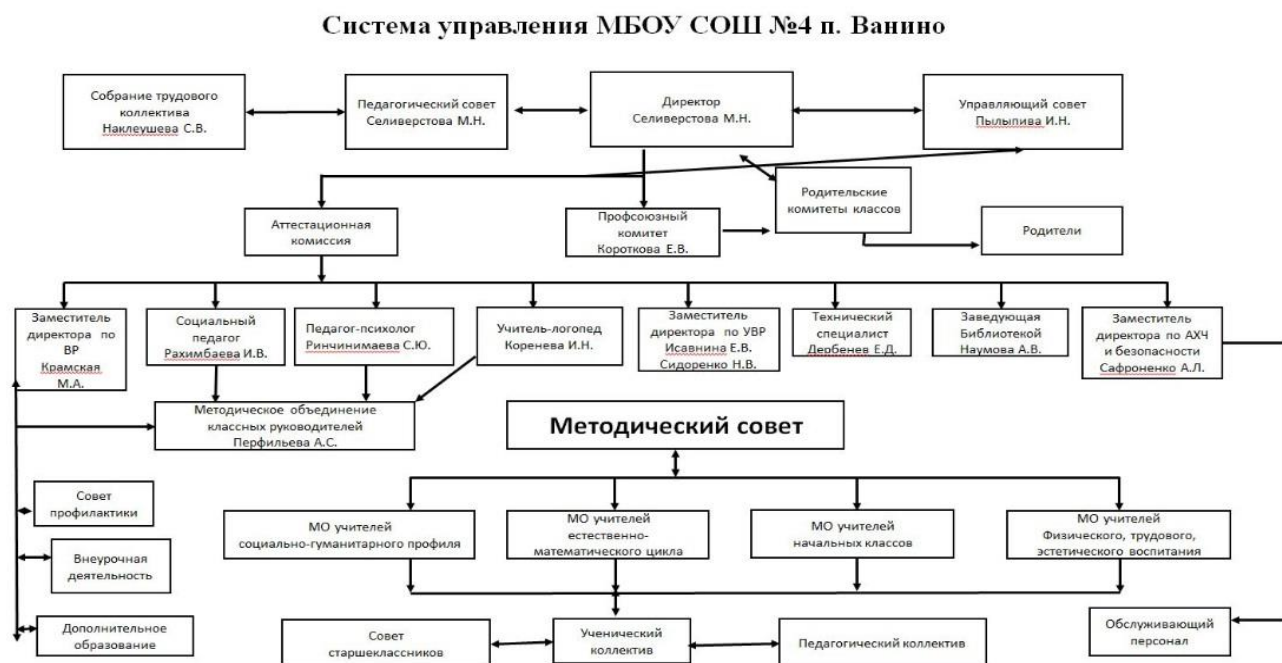 Система управления МБОУ СОШ №4 п. Ванино
Собрание трудового
коллектива
Наклеушева С.В.
Педагогический совет
Селиверстова М.Н.
Директор
Селиверстова М.Н.
Управляющий совет
Пылыпива И.Н.
Аттестационная
комиссия
Профсоюзный
комитет
Короткова Е.В.
Родительские
комитеты классов
Родители
Заместитель
директора по
ВР
Крамская
М.А.
Социальный
педагог
Рахимбаева И.В.
Педагог-психолог
Ринчинимаева С.Ю.
Учитель-логопед
Коренева И.Н.
Заместитель
директора по УВР
Исавнина Е.В.
Сидоренко Н.В.
Технический
специалист
Дербенев Е.Д.
Заведующая
Библиотекой
Наумова А.В.
Заместитель
директора по АХЧ
и безопасности
Сафроненко А.Л.
Методическое объединение
классных руководителей
Перфильева А.С.
Методический совет
Совет
профилактики
Внеурочная
деятельность
Дополнительное
образование
МО учителей
социально-гуманитарного профиля
МО учителей
естественно-
математического цикла
МО учителей
начальных классов
МО учителей
Физического, трудового,
эстетического воспитания
Совет
старшеклассников
Ученический
коллектив
Педагогический коллектив
Обслуживающий
персонал